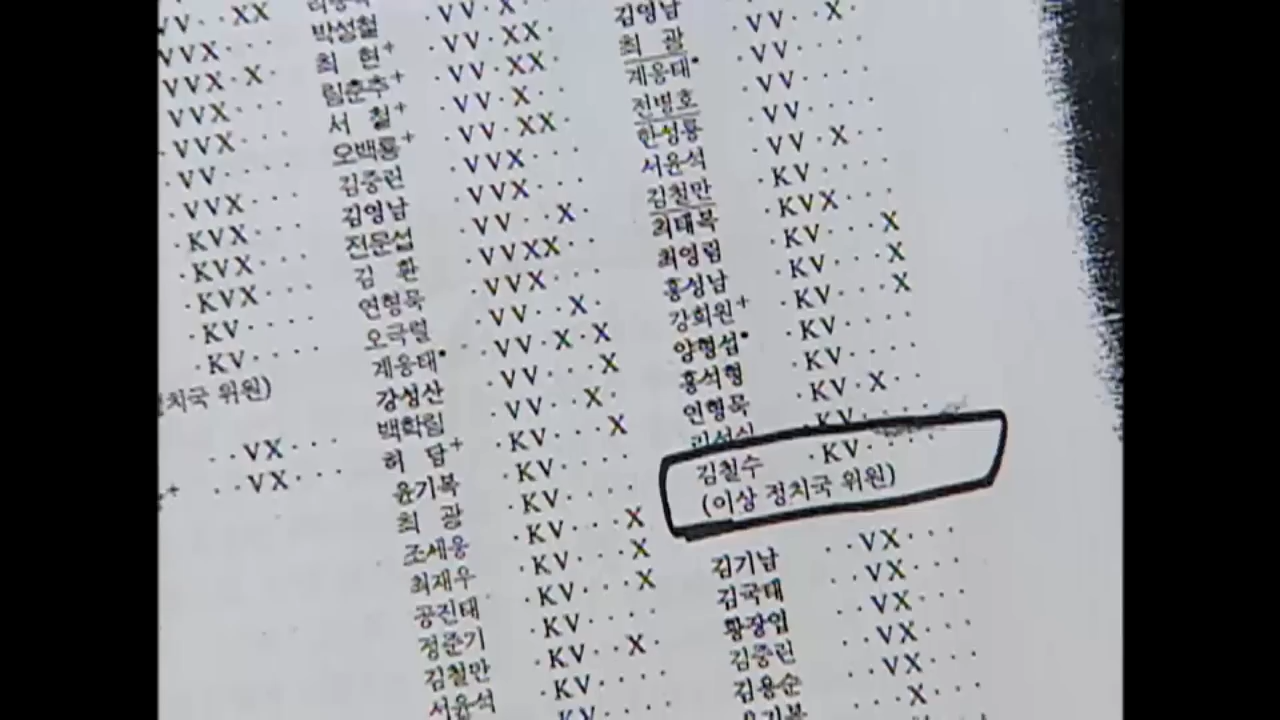 VV··XX
VVX···
VVX·X·
VVX···
·VVX···
·VV····
·VVX···
·KVX···
·KVX···
·KVX···
·KV····
·KV····
치국 위원)
··VX···
··VX···
박성철 ·VV·XX·
최 현+ ·VV·XX·
림춘추+ ·VV·X··
서 철+ ·VV·XX·
오백룡+ ·VVX···
김중린 ·VVX···
김영남 ·VV··X·
전문섭 ·VVXX··
김 환 ·VVX···
연형묵 ·VV··X·
오극렬 ·VV·X·X
계응태• ·VV···X
강성산 ·VV··X·
백학림 ·KV···X
허 담+ ·KV····
윤기복 ·KV····
최 광 ·KV···X
조세웅 ·KV···X
최재우 ·KV···X
공진태 ·KV····
정준기 ·KV··X·
김철만 ·KV····
서윤석 ·KV····
김영남 ·VV··X·
최 광 ·VV····
계응태• ·VV····
전병호 ·VV····
한성룡 ·VV·X··
서윤석 ·KV····
김철만 ·KVX···
최태복 ·KV···X
최영림 ·KV···X
홍성남 ·KV···X
강희원+ ·KV····
양형섭• ·KV····
홍석형 ·KV·X··
연형묵 ·KV····
김철수 ·KV····
(이상 정치국 위원)
김기남 ··VX···
김국태 ··VX···
황장엽 ··VX···
김중린 ··VX···
김용순 ··VX···
윤기복 ···X···